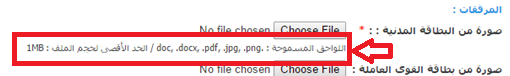 المرفقات :
صورة من البطاقة المدنية : : * Choose File No file chosen
اللواحق المسموحة : .doc, .docx, .pdf, .jpg, .png / الحد الأقصى لحجم الملف : 1MB
صورة من بطاقة القوى العاملة : Choose File No file chosen